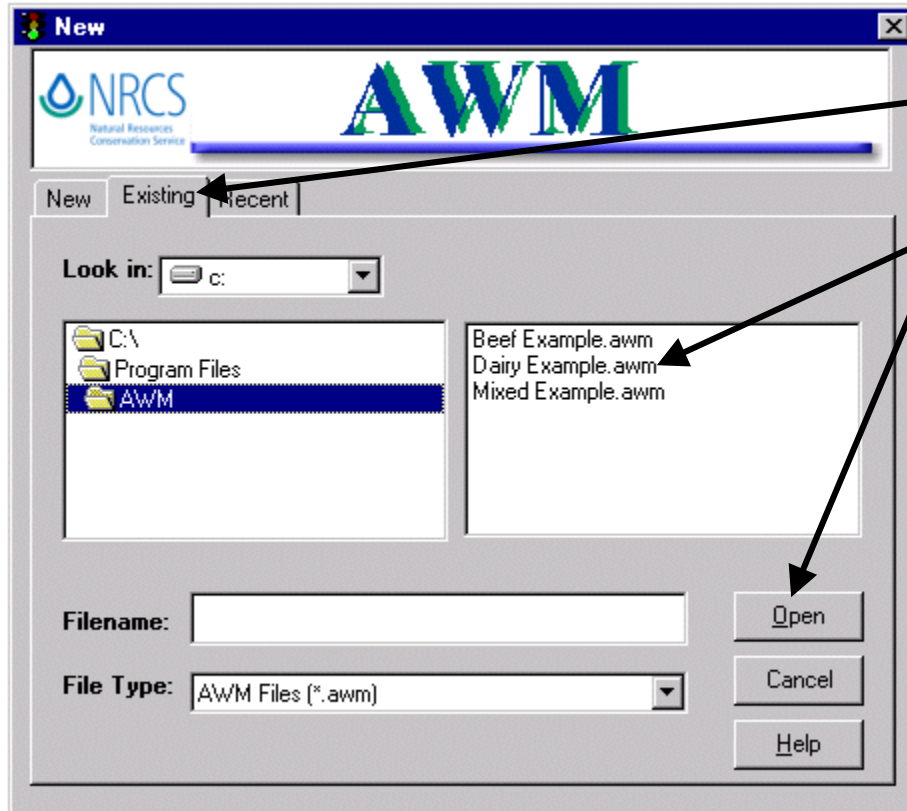 New
NRCS
Natural Resources
Conservation Service
AWM
New Existing Recent
Look in: c:
C:\
Program Files
AWM
Beef Example.awm
Dairy Example.awm
Mixed Example.awm
Filename:
Open
File Type: AWM Files (*.awm)
Cancel
Help